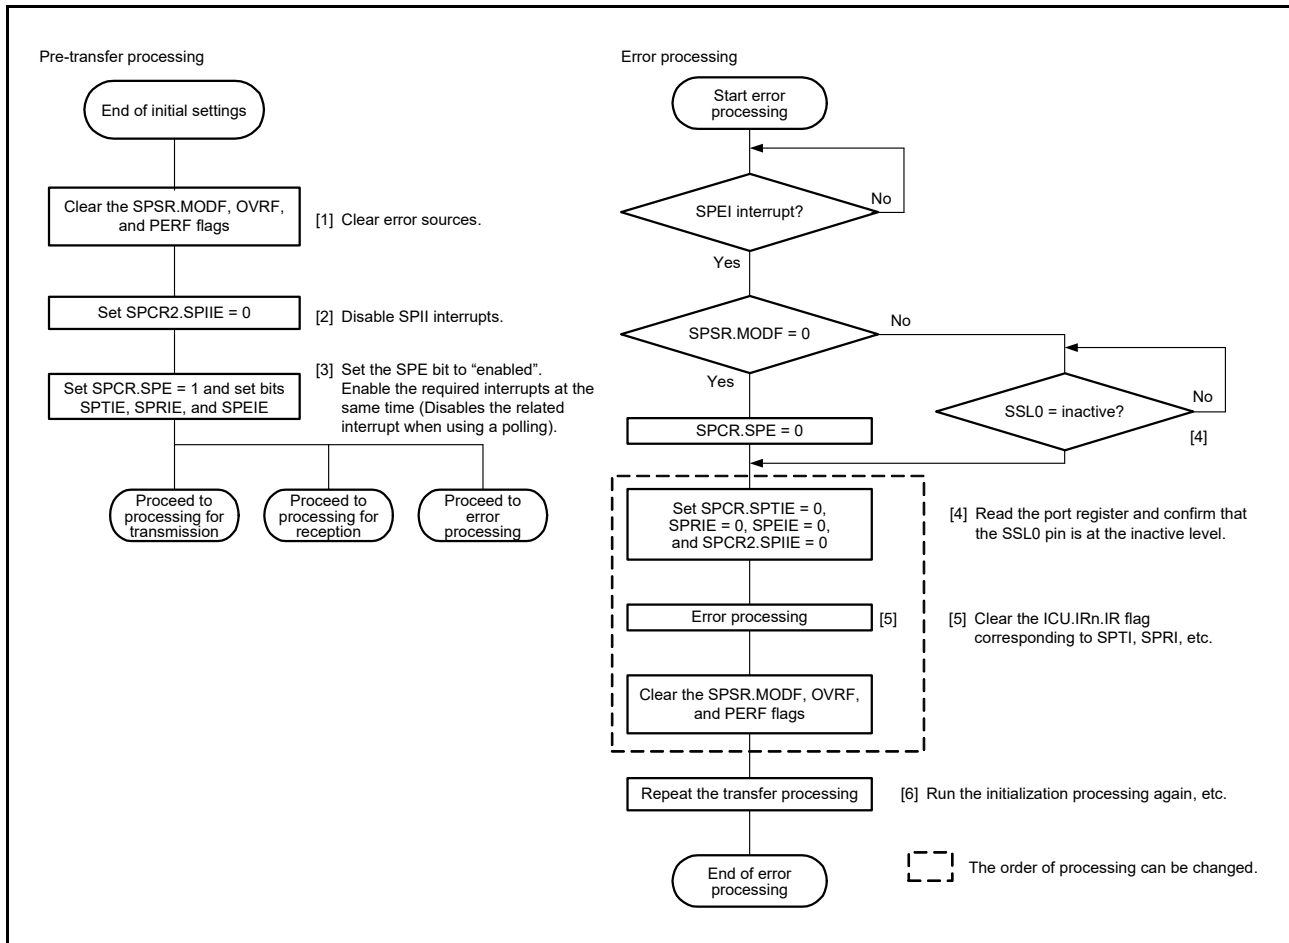 Pre-transfer processing
End of initial settings
Clear the SPSR.MODF, OVRF,
and PERF flags
[1] Clear error sources.
Set SPCR2.SPIIE = 0
[2] Disable SPII interrupts.
Set SPCR.SPE = 1 and set bits
SPTIE, SPRIE, and SPEIE
[3] Set the SPE bit to “enabled”.
Enable the required interrupts at the
same time (Disables the related
interrupt when using a polling).
Proceed to
processing for
transmission
Proceed to
processing for
reception
Proceed to
error
processing
Error processing
Start error
processing
SPEI interrupt?
No
Yes
SPSR.MODF = 0
No
Yes
SSL0 = inactive?
No
[4]
SPCR.SPE = 0
Set SPCR.SPTIE = 0,
SPRIE = 0, SPEIE = 0,
and SPCR2.SPIIE = 0
[4] Read the port register and confirm that
the SSL0 pin is at the inactive level.
Error processing
[5]
[5] Clear the ICU.IRn.IR flag
corresponding to SPTI, SPRI, etc.
Clear the SPSR.MODF, OVRF,
and PERF flags
Repeat the transfer processing
[6] Run the initialization processing again, etc.
End of error
processing
The order of processing can be changed.